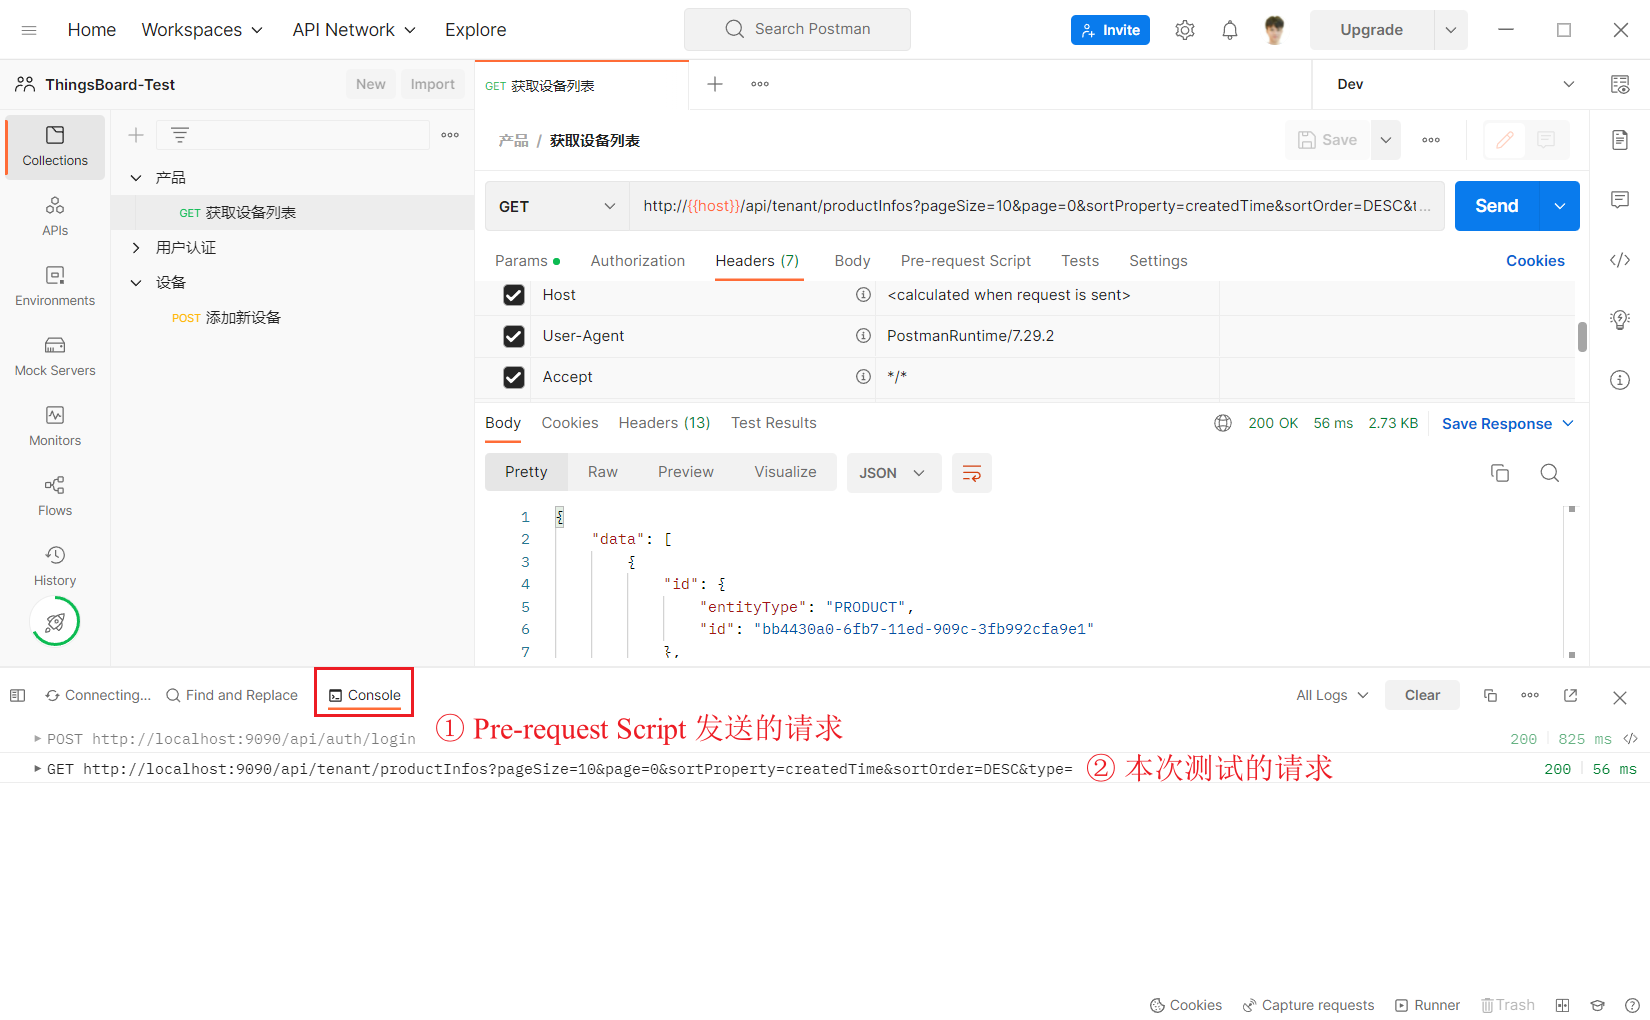 Home Workspaces API Network Explore Search Postman Invite Upgrade
ThingsBoard-Test New Import GET 获取设备列表 Dev
Collections
APIs
Environments
Mock Servers
Monitors
Flows
History
产品
GET 获取设备列表
用户认证
设备
POST 添加新设备
产品 / 获取设备列表 Save
GET http://{{host}}/api/tenant/productInfos?pageSize=10&page=0&sortProperty=createdTime&sortOrder=DESC&t... Send
Params Authorization Headers (7) Body Pre-request Script Tests Settings Cookies
Host <calculated when request is sent>
User-Agent PostmanRuntime/7.29.2
Accept */*
Body Cookies Headers (13) Test Results 200 OK 56 ms 2.73 KB Save Response
Pretty Raw Preview Visualize JSON
1 {
2 "data": [
3 {
4 "id": {
5 "entityType": "PRODUCT",
6 "id": "bb4430a0-6fb7-11ed-909c-3fb992cfa9e1"
7 },
Connecting... Find and Replace Console All Logs Clear
① Pre-request Script 发送的请求
POST http://localhost:9090/api/auth/login 200 825 ms
GET http://localhost:9090/api/tenant/productInfos?pageSize=10&page=0&sortProperty=createdTime&sortOrder=DESC&type= ② 本次测试的请求 200 56 ms
Cookies Capture requests Runner Trash